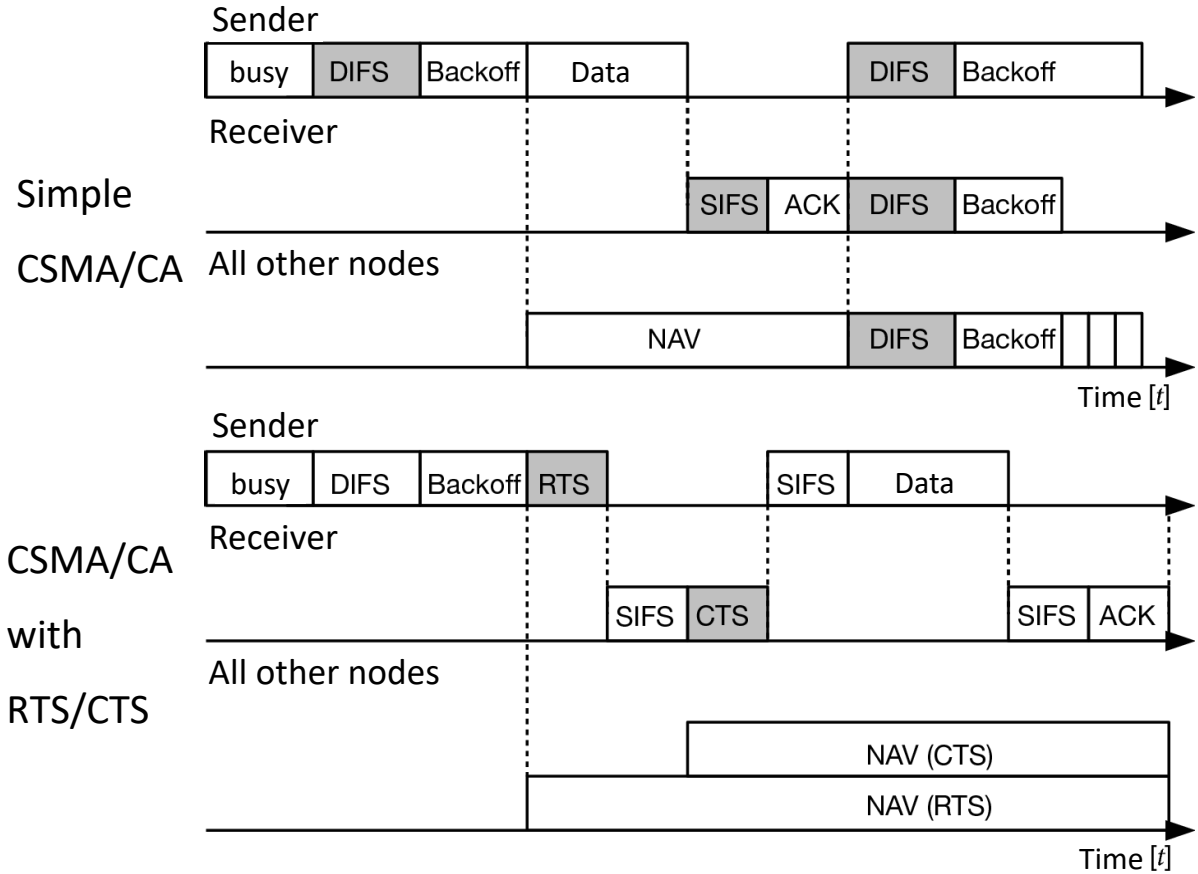 Sender
busy DIFS Backoff Data DIFS Backoff
Receiver
Simple
SIFS ACK DIFS Backoff
CSMA/CA
All other nodes
NAV DIFS Backoff
Time [t]
Sender
busy DIFS Backoff RTS SIFS Data
Receiver
CSMA/CA
SIFS CTS SIFS ACK
with
All other nodes
RTS/CTS
NAV (CTS)
NAV (RTS)
Time [t]